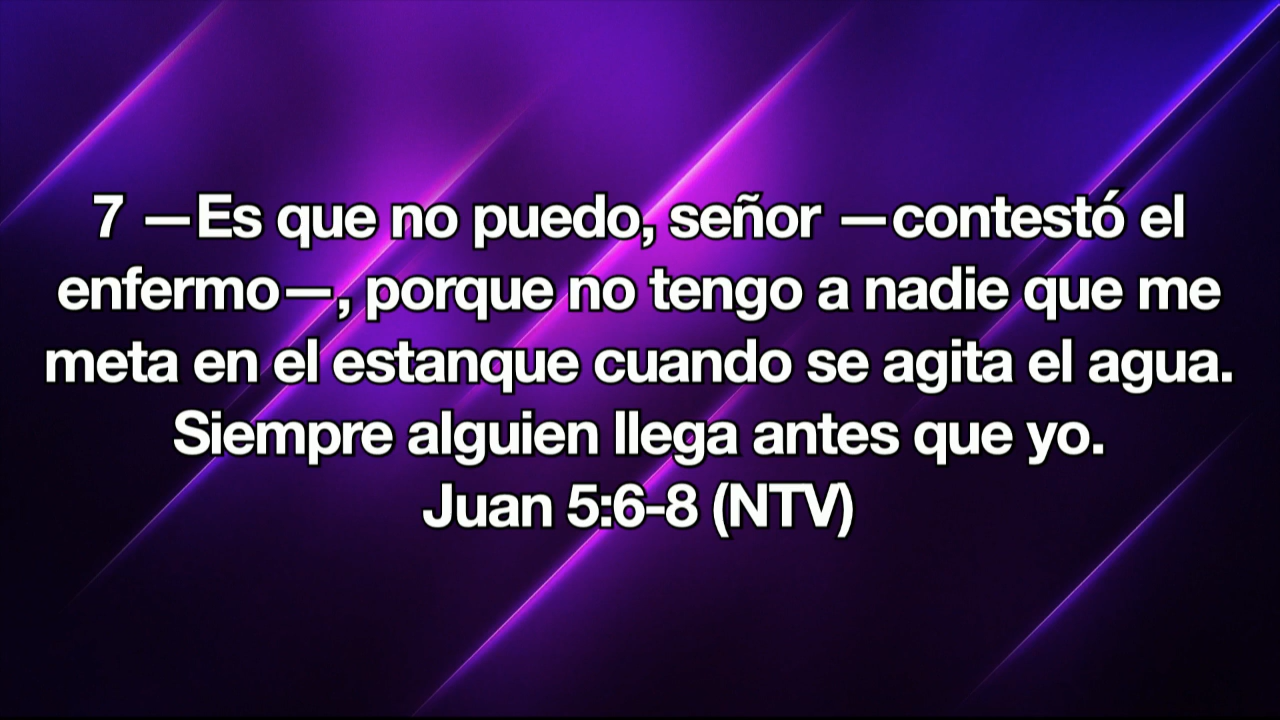 7 —Es que no puedo, señor —contestó el
enfermo—, porque no tengo a nadie que me
meta en el estanque cuando se agita el agua.
Siempre alguien llega antes que yo.
Juan 5:6-8 (NTV)